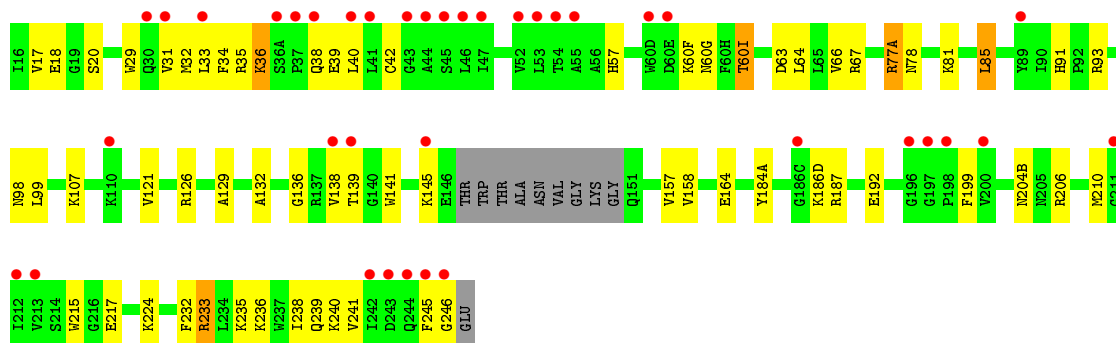 I16 V17 E18 G19 S20 W29 Q30 V31 M32 L33 F34 R35 K36 S36A P37 Q38 E39 L40 L41 C42 G43 A44 S45 L46 I47 V52 L53 T54 A55 A56 H57 W60D D60E K60F N60G F60H T60I D63 L64 L65 V66 R67 R77A N78 K81 L85 Y89 I90 H91 P92 R93
N98 L99 K107 K110 V121 R126 A129 A132 G136 R137 V138 T139 G140 W141 K145 E146 THR TRP THR ALA ASN VAL GLY LYS GLY Q151 V157 V158 E164 Y184A G186C K186D R187 E192 G196 G197 P198 F199 V200 N204B N205 R206 M210 G211
I212 V213 S214 W215 G216 E217 K224 F232 R233 L234 K235 K236 W237 I238 Q239 K240 V241 I242 D243 Q244 F245 G246 GLU